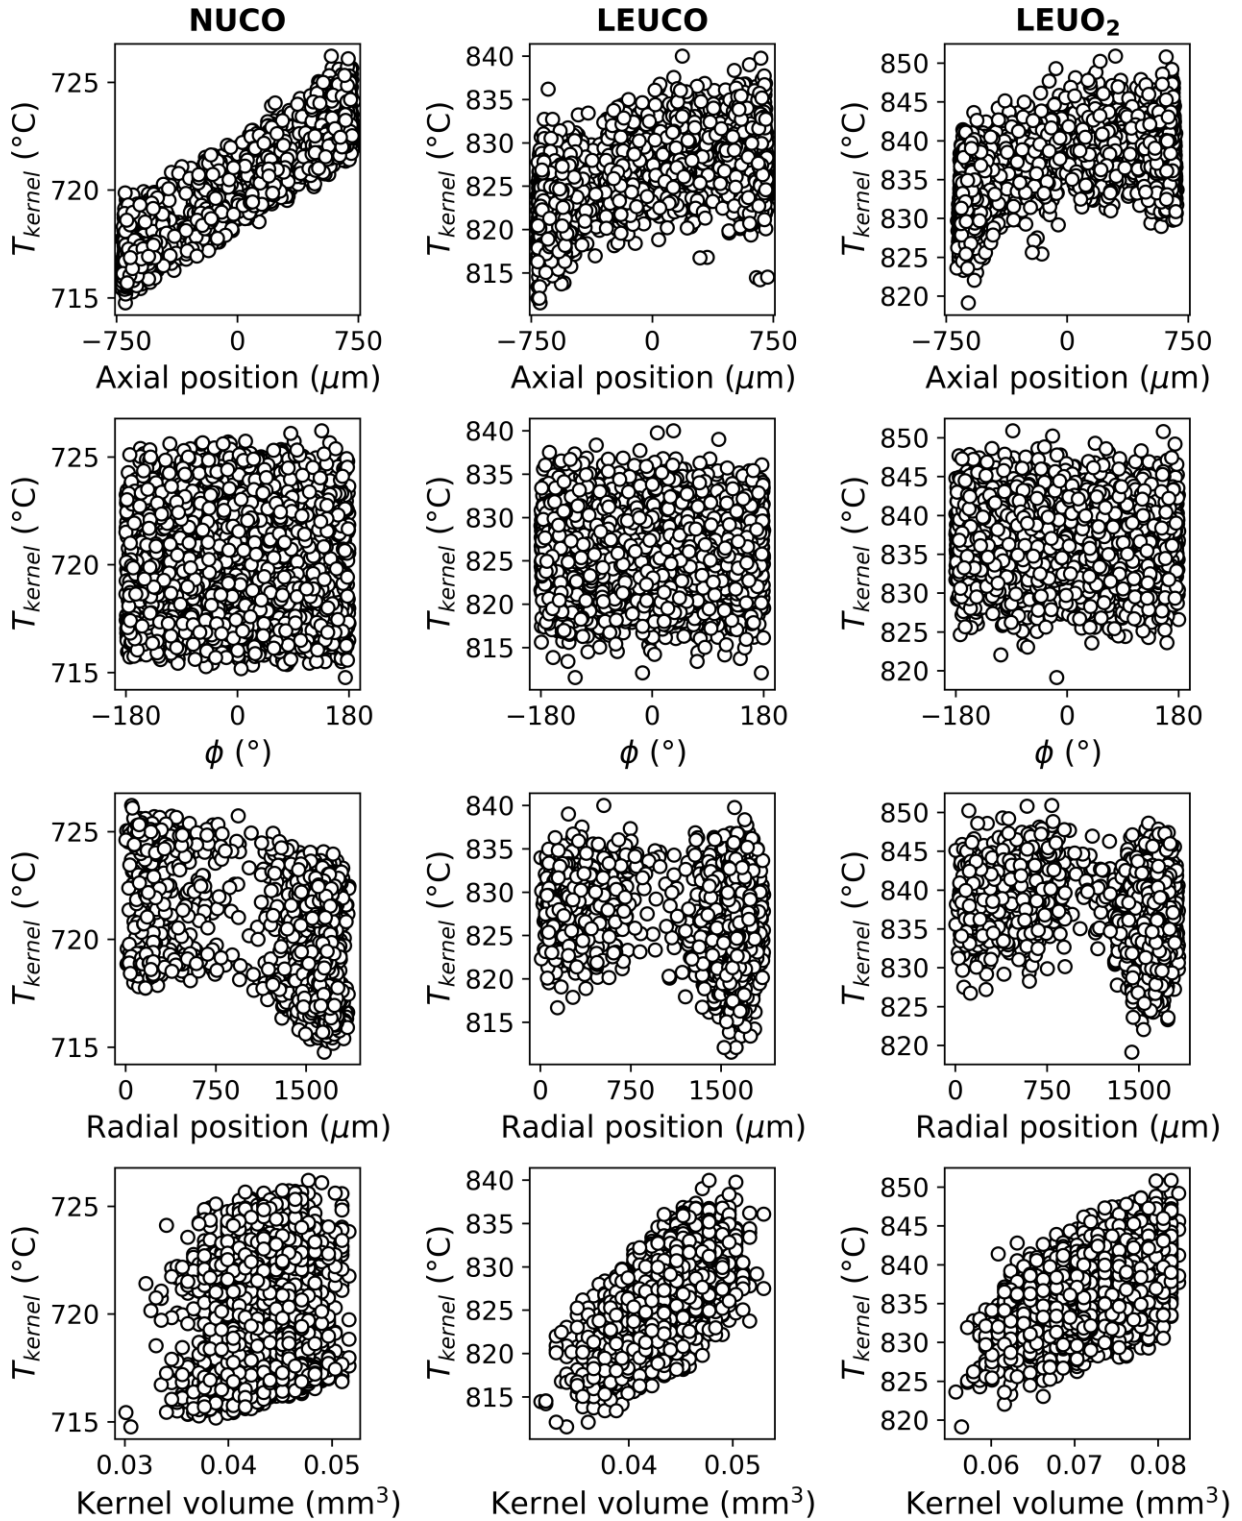 NUCO LEUCO LEUO₂
T_kernel (°C) 725 720 715
T_kernel (°C) 840 835 830 825 820 815
T_kernel (°C) 850 845 840 835 830 825 820
−750 0 750 −750 0 750 −750 0 750
Axial position (μm) Axial position (μm) Axial position (μm)
T_kernel (°C) 725 720 715
T_kernel (°C) 840 835 830 825 820 815
T_kernel (°C) 850 845 840 835 830 825 820
−180 0 180 −180 0 180 −180 0 180
ϕ (°) ϕ (°) ϕ (°)
T_kernel (°C) 725 720 715
T_kernel (°C) 840 835 830 825 820 815
T_kernel (°C) 850 845 840 835 830 825 820
0 750 1500 0 750 1500 0 750 1500
Radial position (μm) Radial position (μm) Radial position (μm)
T_kernel (°C) 725 720 715
T_kernel (°C) 840 835 830 825 820 815
T_kernel (°C) 850 845 840 835 830 825 820
0.03 0.04 0.05 0.04 0.05 0.06 0.07 0.08
Kernel volume (mm³) Kernel volume (mm³) Kernel volume (mm³)